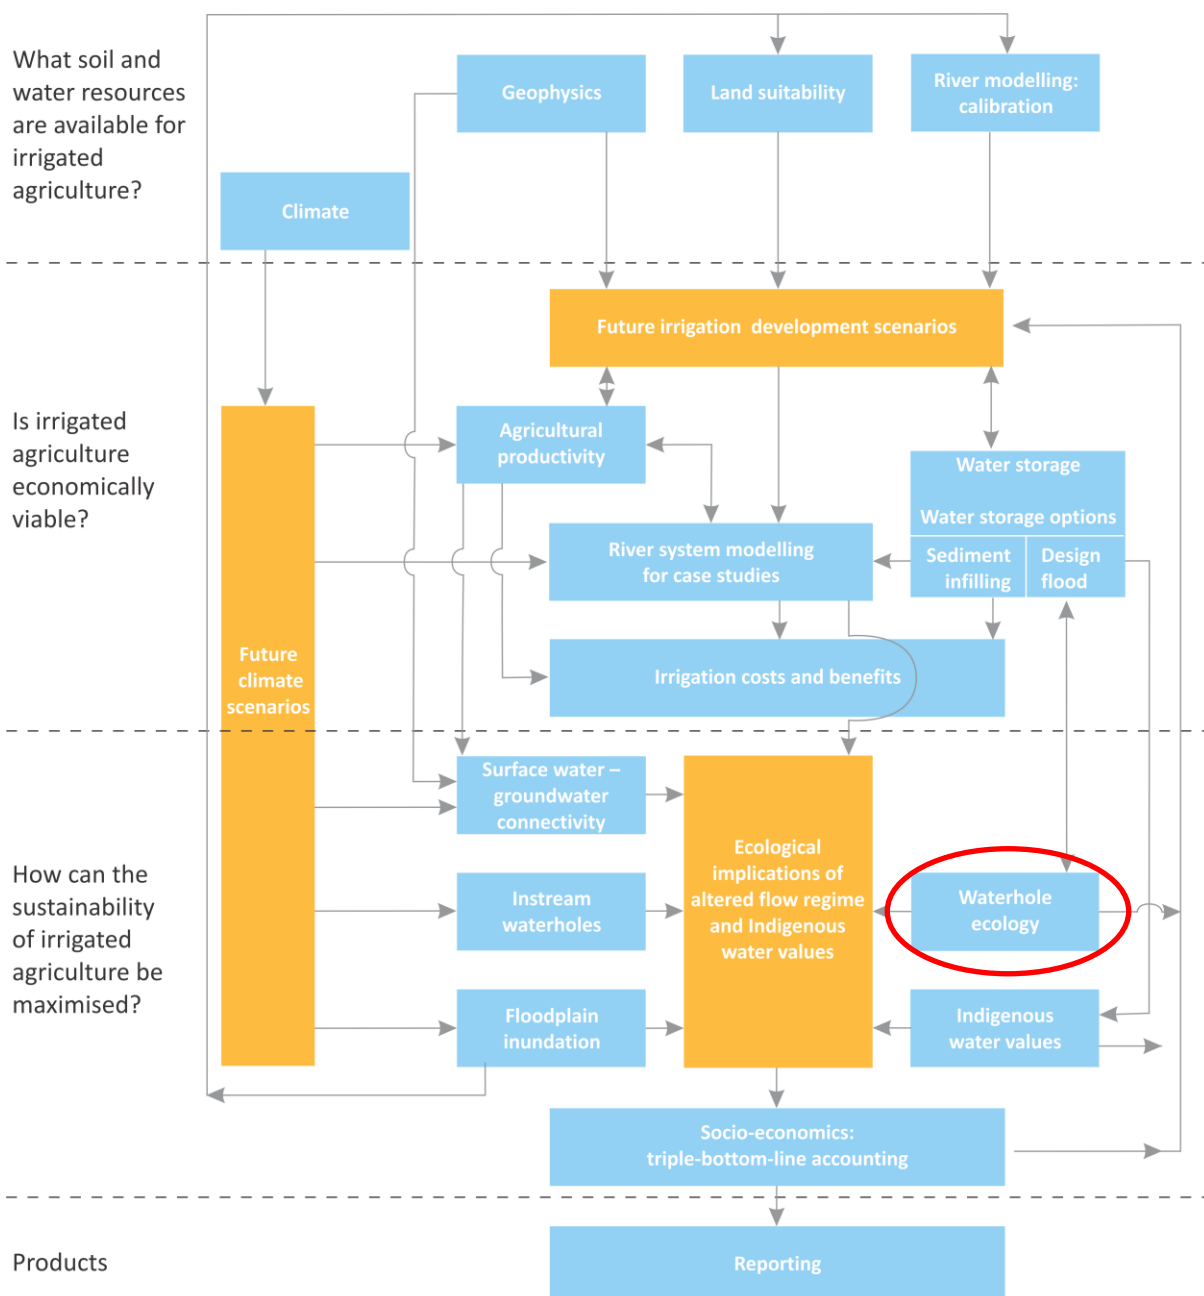 What soil and
water resources
are available for
irrigated
agriculture?
Geophysics
Land suitability
River modelling:
calibration
Climate
Future irrigation development scenarios
Is irrigated
agriculture
economically
viable?
Agricultural
productivity
Water storage
Water storage options
Sediment
infilling
Design
flood
River system modelling
for case studies
Irrigation costs and benefits
Future
climate
scenarios
How can the
sustainability
of irrigated
agriculture be
maximised?
Surface water –
groundwater
connectivity
Instream
waterholes
Floodplain
inundation
Ecological
implications of
altered flow regime
and Indigenous
water values
Waterhole
ecology
Indigenous
water values
Socio-economics:
triple-bottom-line accounting
Products
Reporting